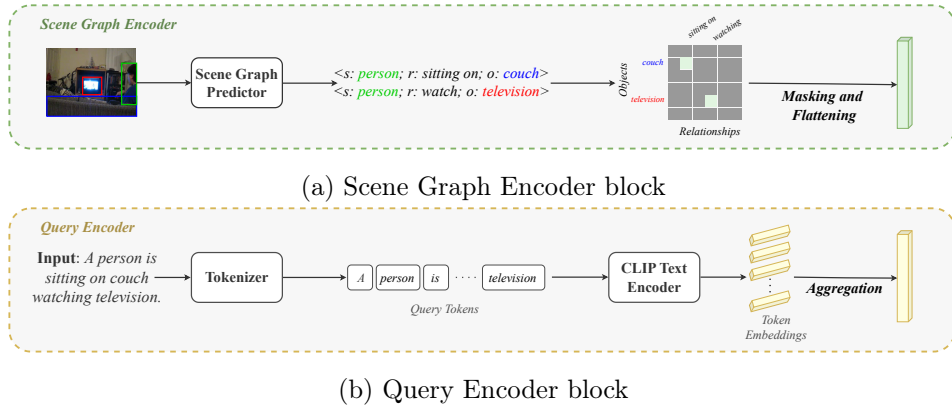 Scene Graph Encoder
Scene Graph
Predictor
<s: person; r: sitting on; o: couch>
<s: person; r: watch; o: television>
sitting on
watching
couch
television
Objects
Relationships
Masking and
Flattening
(a) Scene Graph Encoder block
Query Encoder
Input: A person is
sitting on couch
watching television.
Tokenizer
A person is ···· television
Query Tokens
CLIP Text
Encoder
Token
Embeddings
Aggregation
(b) Query Encoder block